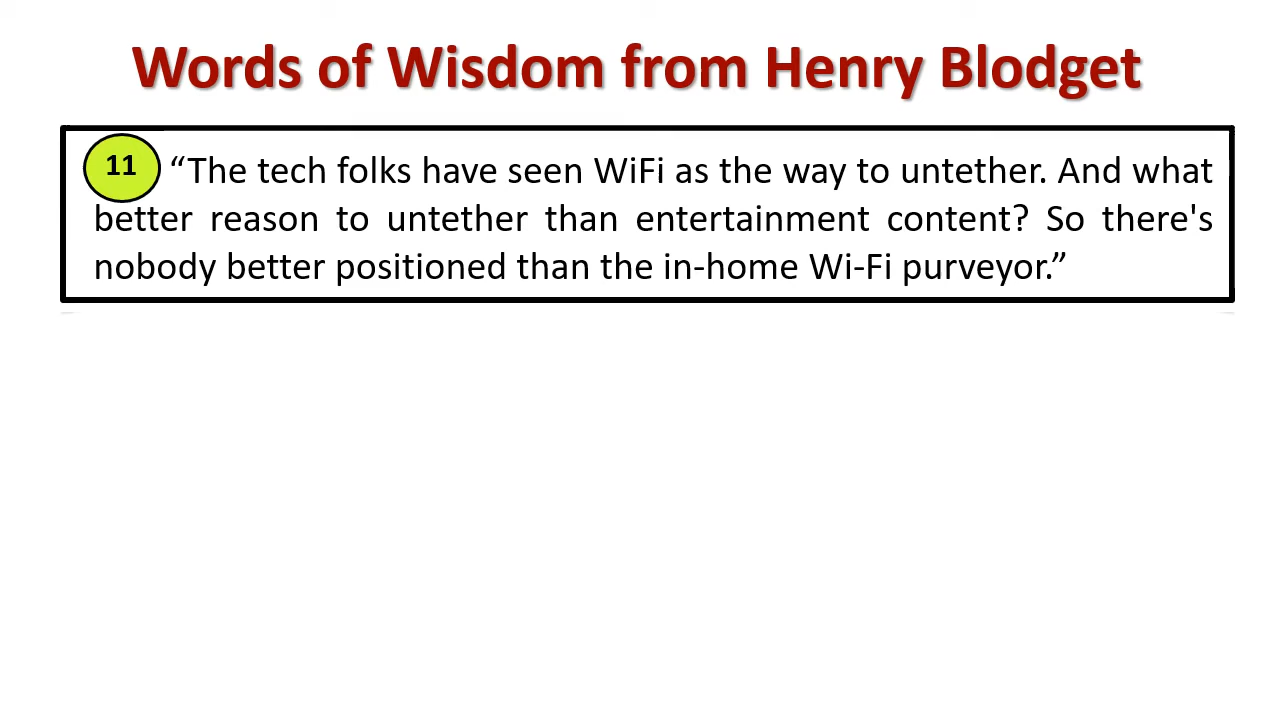 Words of Wisdom from Henry Blodget
11 “The tech folks have seen WiFi as the way to untether. And what
better reason to untether than entertainment content? So there's
nobody better positioned than the in-home Wi-Fi purveyor.”